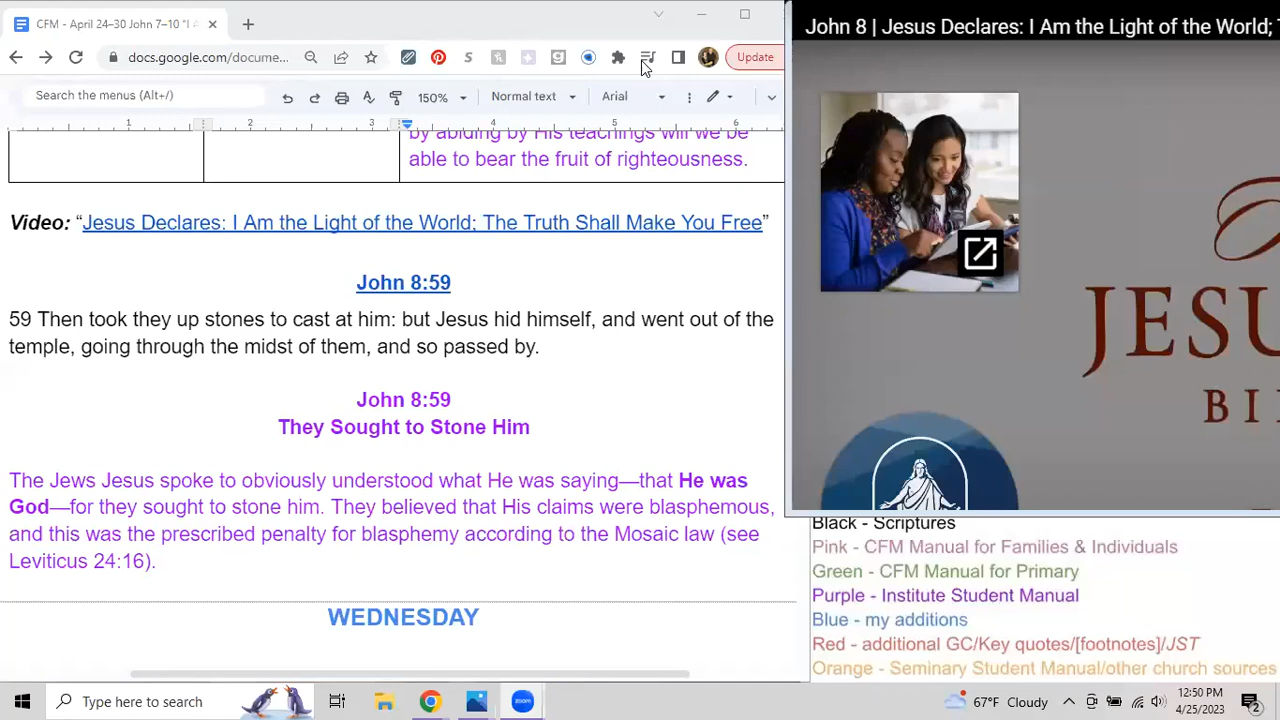 CFM - April 24–30 John 7–10 "I
John 8 | Jesus Declares: I Am the Light of the World;
docs.google.com/docume...
Update
Search the menus (Alt+/)
150%
Normal text
Arial
1
2
3
4
5
6
by abiding by His teachings will we be
able to bear the fruit of righteousness.
Video: “Jesus Declares: I Am the Light of the World; The Truth Shall Make You Free”
John 8:59
59 Then took they up stones to cast at him: but Jesus hid himself, and went out of the
temple, going through the midst of them, and so passed by.
John 8:59
They Sought to Stone Him
The Jews Jesus spoke to obviously understood what He was saying—that He was
God—for they sought to stone him. They believed that His claims were blasphemous,
and this was the prescribed penalty for blasphemy according to the Mosaic law (see
Leviticus 24:16).
WEDNESDAY
JESU
BI
Black - Scriptures
Pink - CFM Manual for Families & Individuals
Green - CFM Manual for Primary
Purple - Institute Student Manual
Blue - my additions
Red - additional GC/Key quotes/[footnotes]/JST
Orange - Seminary Student Manual/other church sources
Type here to search
67°F Cloudy
12:50 PM
4/25/2023
2